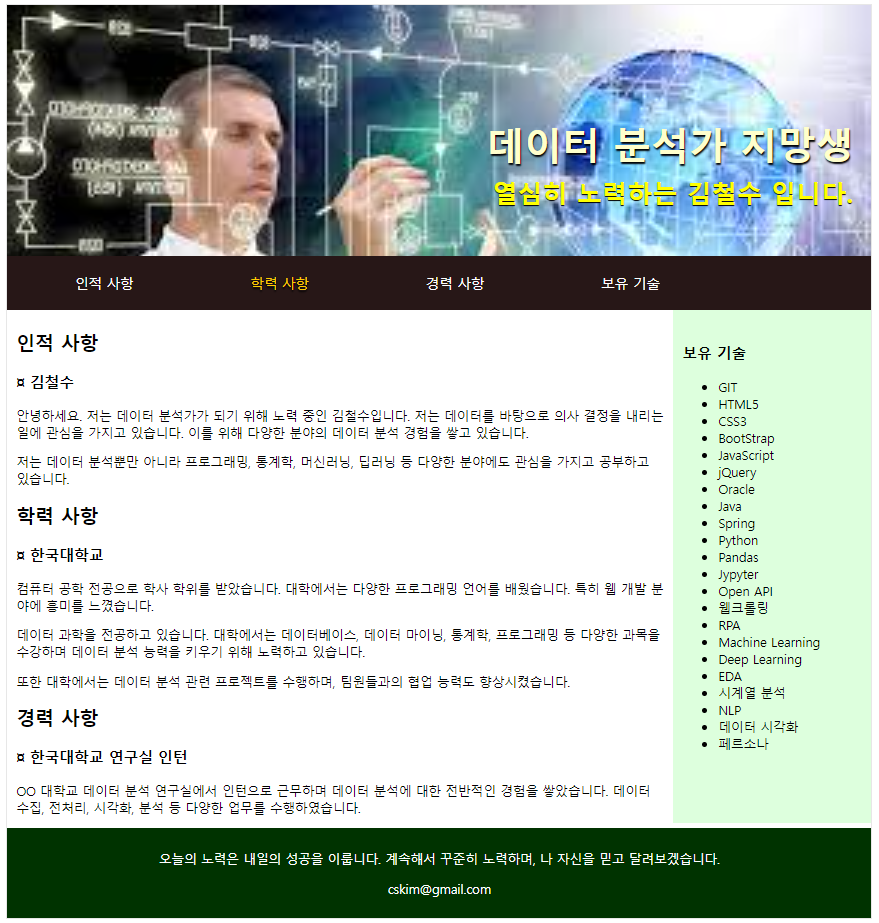 데이터 분석가 지망생
열심히 노력하는 김철수 입니다.
인적 사항 학력 사항 경력 사항 보유 기술
인적 사항
¤ 김철수
안녕하세요. 저는 데이터 분석가가 되기 위해 노력 중인 김철수입니다. 저는 데이터를 바탕으로 의사 결정을 내리는
일에 관심을 가지고 있습니다. 이를 위해 다양한 분야의 데이터 분석 경험을 쌓고 있습니다.
저는 데이터 분석뿐만 아니라 프로그래밍, 통계학, 머신러닝, 딥러닝 등 다양한 분야에도 관심을 가지고 공부하고
있습니다.
학력 사항
¤ 한국대학교
컴퓨터 공학 전공으로 학사 학위를 받았습니다. 대학에서는 다양한 프로그래밍 언어를 배웠습니다. 특히 웹 개발 분
야에 흥미를 느꼈습니다.
데이터 과학을 전공하고 있습니다. 대학에서는 데이터베이스, 데이터 마이닝, 통계학, 프로그래밍 등 다양한 과목을
수강하며 데이터 분석 능력을 키우기 위해 노력하고 있습니다.
또한 대학에서는 데이터 분석 관련 프로젝트를 수행하며, 팀원들과의 협업 능력도 향상시켰습니다.
경력 사항
¤ 한국대학교 연구실 인턴
OO 대학교 데이터 분석 연구실에서 인턴으로 근무하며 데이터 분석에 대한 전반적인 경험을 쌓았습니다. 데이터
수집, 전처리, 시각화, 분석 등 다양한 업무를 수행하였습니다.
보유 기술
• GIT
• HTML5
• CSS3
• BootStrap
• JavaScript
• jQuery
• Oracle
• Java
• Spring
• Python
• Pandas
• Jypyter
• Open API
• 웹크롤링
• RPA
• Machine Learning
• Deep Learning
• EDA
• 시계열 분석
• NLP
• 데이터 시각화
• 페르소나
오늘의 노력은 내일의 성공을 이룹니다. 계속해서 꾸준히 노력하며, 나 자신을 믿고 달려보겠습니다.
cskim@gmail.com